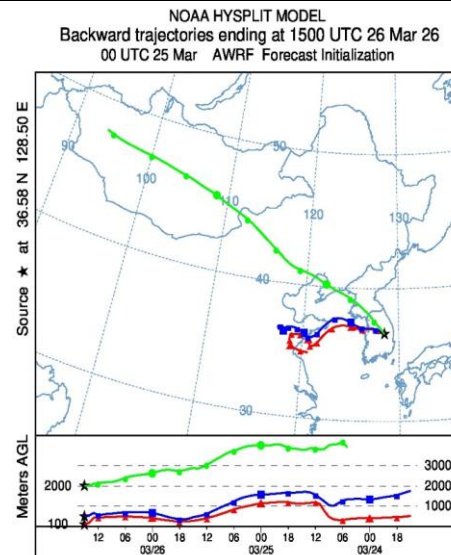 NOAA HYSPLIT MODEL
Backward trajectories ending at 1500 UTC 26 Mar 26
00 UTC 25 Mar AWRF Forecast Initialization
Source ★ at 36.58 N 128.50 E
90
100
110
120
130
50
40
30
Meters AGL
2000
100
3000
2000
1000
12 06 00 18 12 06 00 18 12 06 00 18
03/26 03/25 03/24